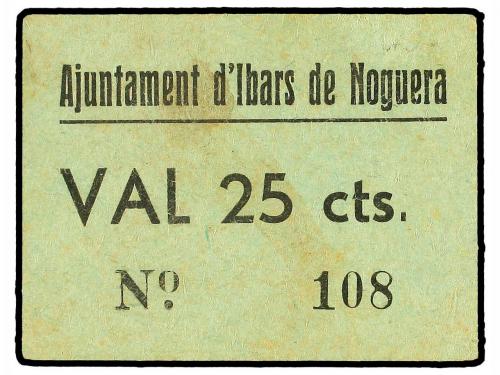 Ajuntament d'Ibars de Noguera
VAL 25 cts.
Nº 108